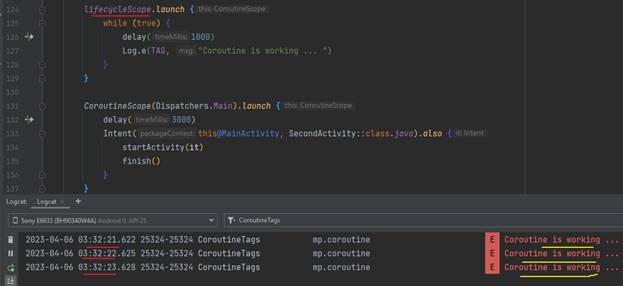 124 lifecycleScope.launch { this: CoroutineScope
125 while (true) {
126 delay( timeMillis: 1000)
127 Log.e(TAG, msg: "Coroutine is working ... ")
128 }
129 }
130
131 CoroutineScope(Dispatchers.Main).launch { this: CoroutineScope
132 delay( timeMillis: 3000)
133 Intent( packageContext: this@MainActivity, SecondActivity::class.java).also { it: Intent
134 startActivity(it)
135 finish()
136 }
137 }
Logcat: Logcat × +
Sony E6633 (BH90340W4A) Android 0, API 25 CoroutineTags
2023-04-06 03:32:21.622 25324-25324 CoroutineTags mp.coroutine E Coroutine is working ...
2023-04-06 03:32:22.625 25324-25324 CoroutineTags mp.coroutine E Coroutine is working ...
2023-04-06 03:32:23.628 25324-25324 CoroutineTags mp.coroutine E Coroutine is working ...